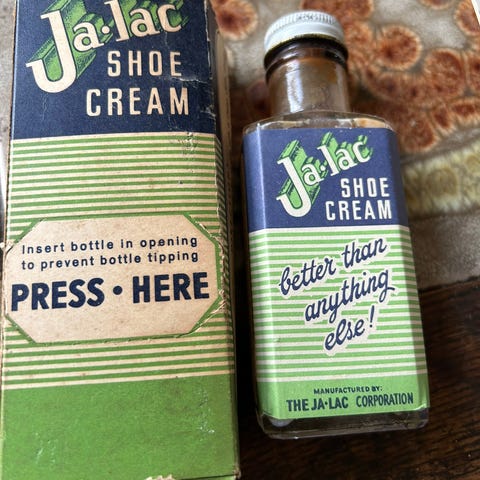 Ja·lac
SHOE
CREAM
Insert bottle in opening
to prevent bottle tipping
PRESS · HERE
Ja·lac
SHOE
CREAM
better than
anything
else!
MANUFACTURED BY:
THE JA·LAC CORPORATION